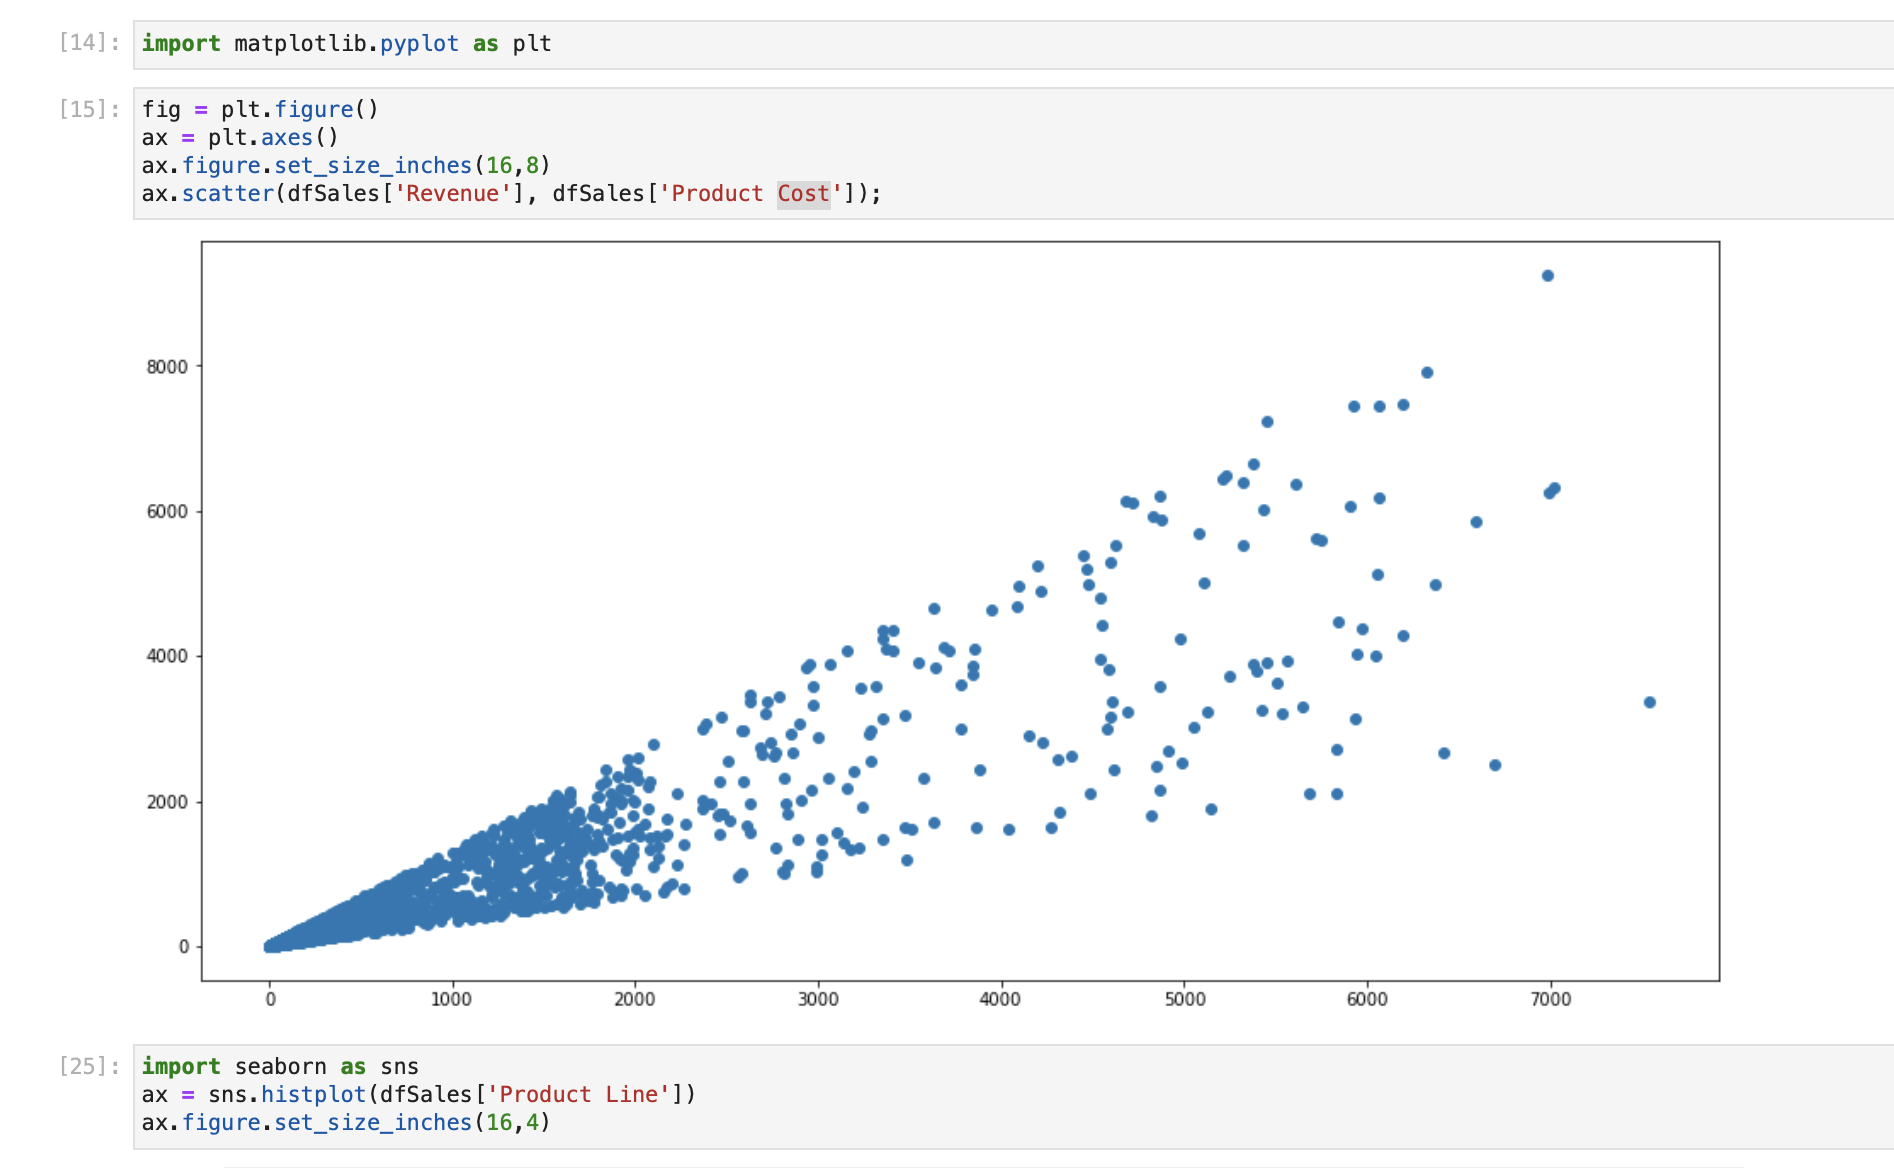 [14]: import matplotlib.pyplot as plt
[15]: fig = plt.figure()
ax = plt.axes()
ax.figure.set_size_inches(16,8)
ax.scatter(dfSales['Revenue'], dfSales['Product Cost']);
8000
6000
4000
2000
0
0 1000 2000 3000 4000 5000 6000 7000
[25]: import seaborn as sns
ax = sns.histplot(dfSales['Product Line'])
ax.figure.set_size_inches(16,4)